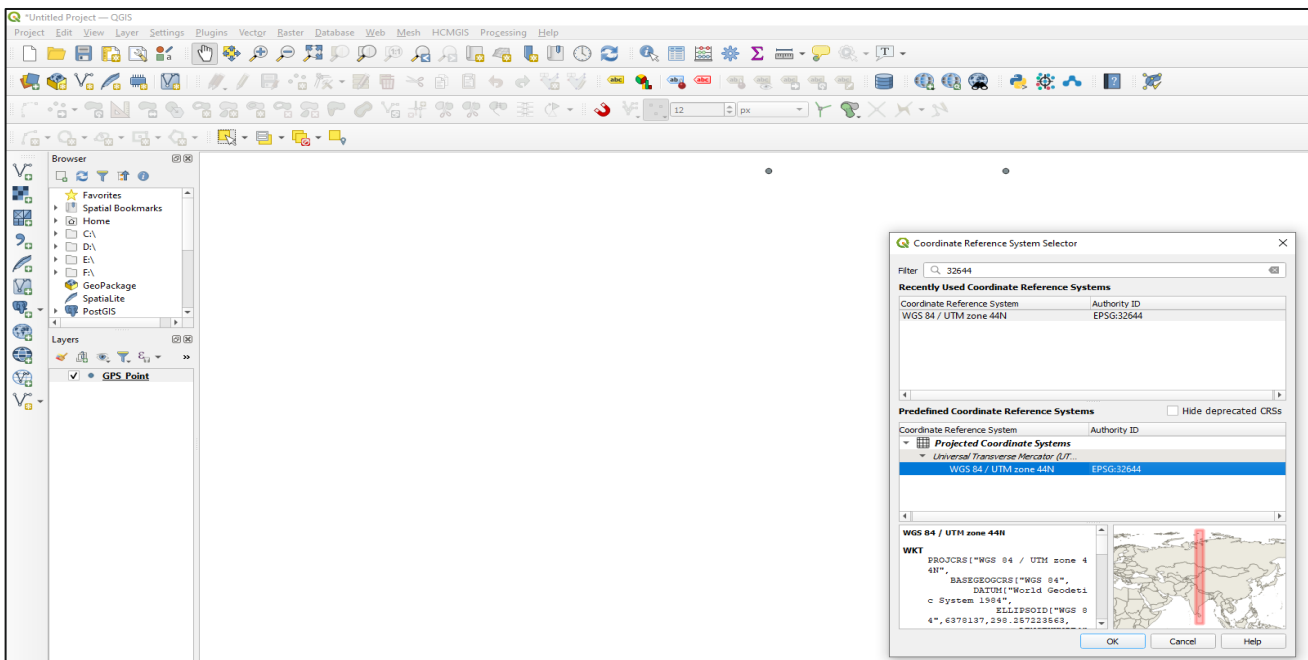 *Untitled Project — QGIS
Project Edit View Layer Settings Plugins Vector Raster Database Web Mesh HCMGIS Processing Help
abc
abc
12
px
Browser
Favorites
Spatial Bookmarks
Home
C:\
D:\
E:\
F:\
GeoPackage
SpatiaLite
PostGIS
Layers
GPS_Point
Coordinate Reference System Selector
Filter 32644
Recently Used Coordinate Reference Systems
Coordinate Reference System Authority ID
WGS 84 / UTM zone 44N EPSG:32644
Predefined Coordinate Reference Systems Hide deprecated CRSs
Coordinate Reference System Authority ID
Projected Coordinate Systems
Universal Transverse Mercator (UT...
WGS 84 / UTM zone 44N EPSG:32644
WGS 84 / UTM zone 44N
WKT
PROJCRS["WGS 84 / UTM zone 4
4N",
BASEGEOGCRS["WGS 84",
DATUM["World Geodeti
c System 1984",
ELLIPSOID["WGS 8
4",6378137,298.257223563,
OK Cancel Help